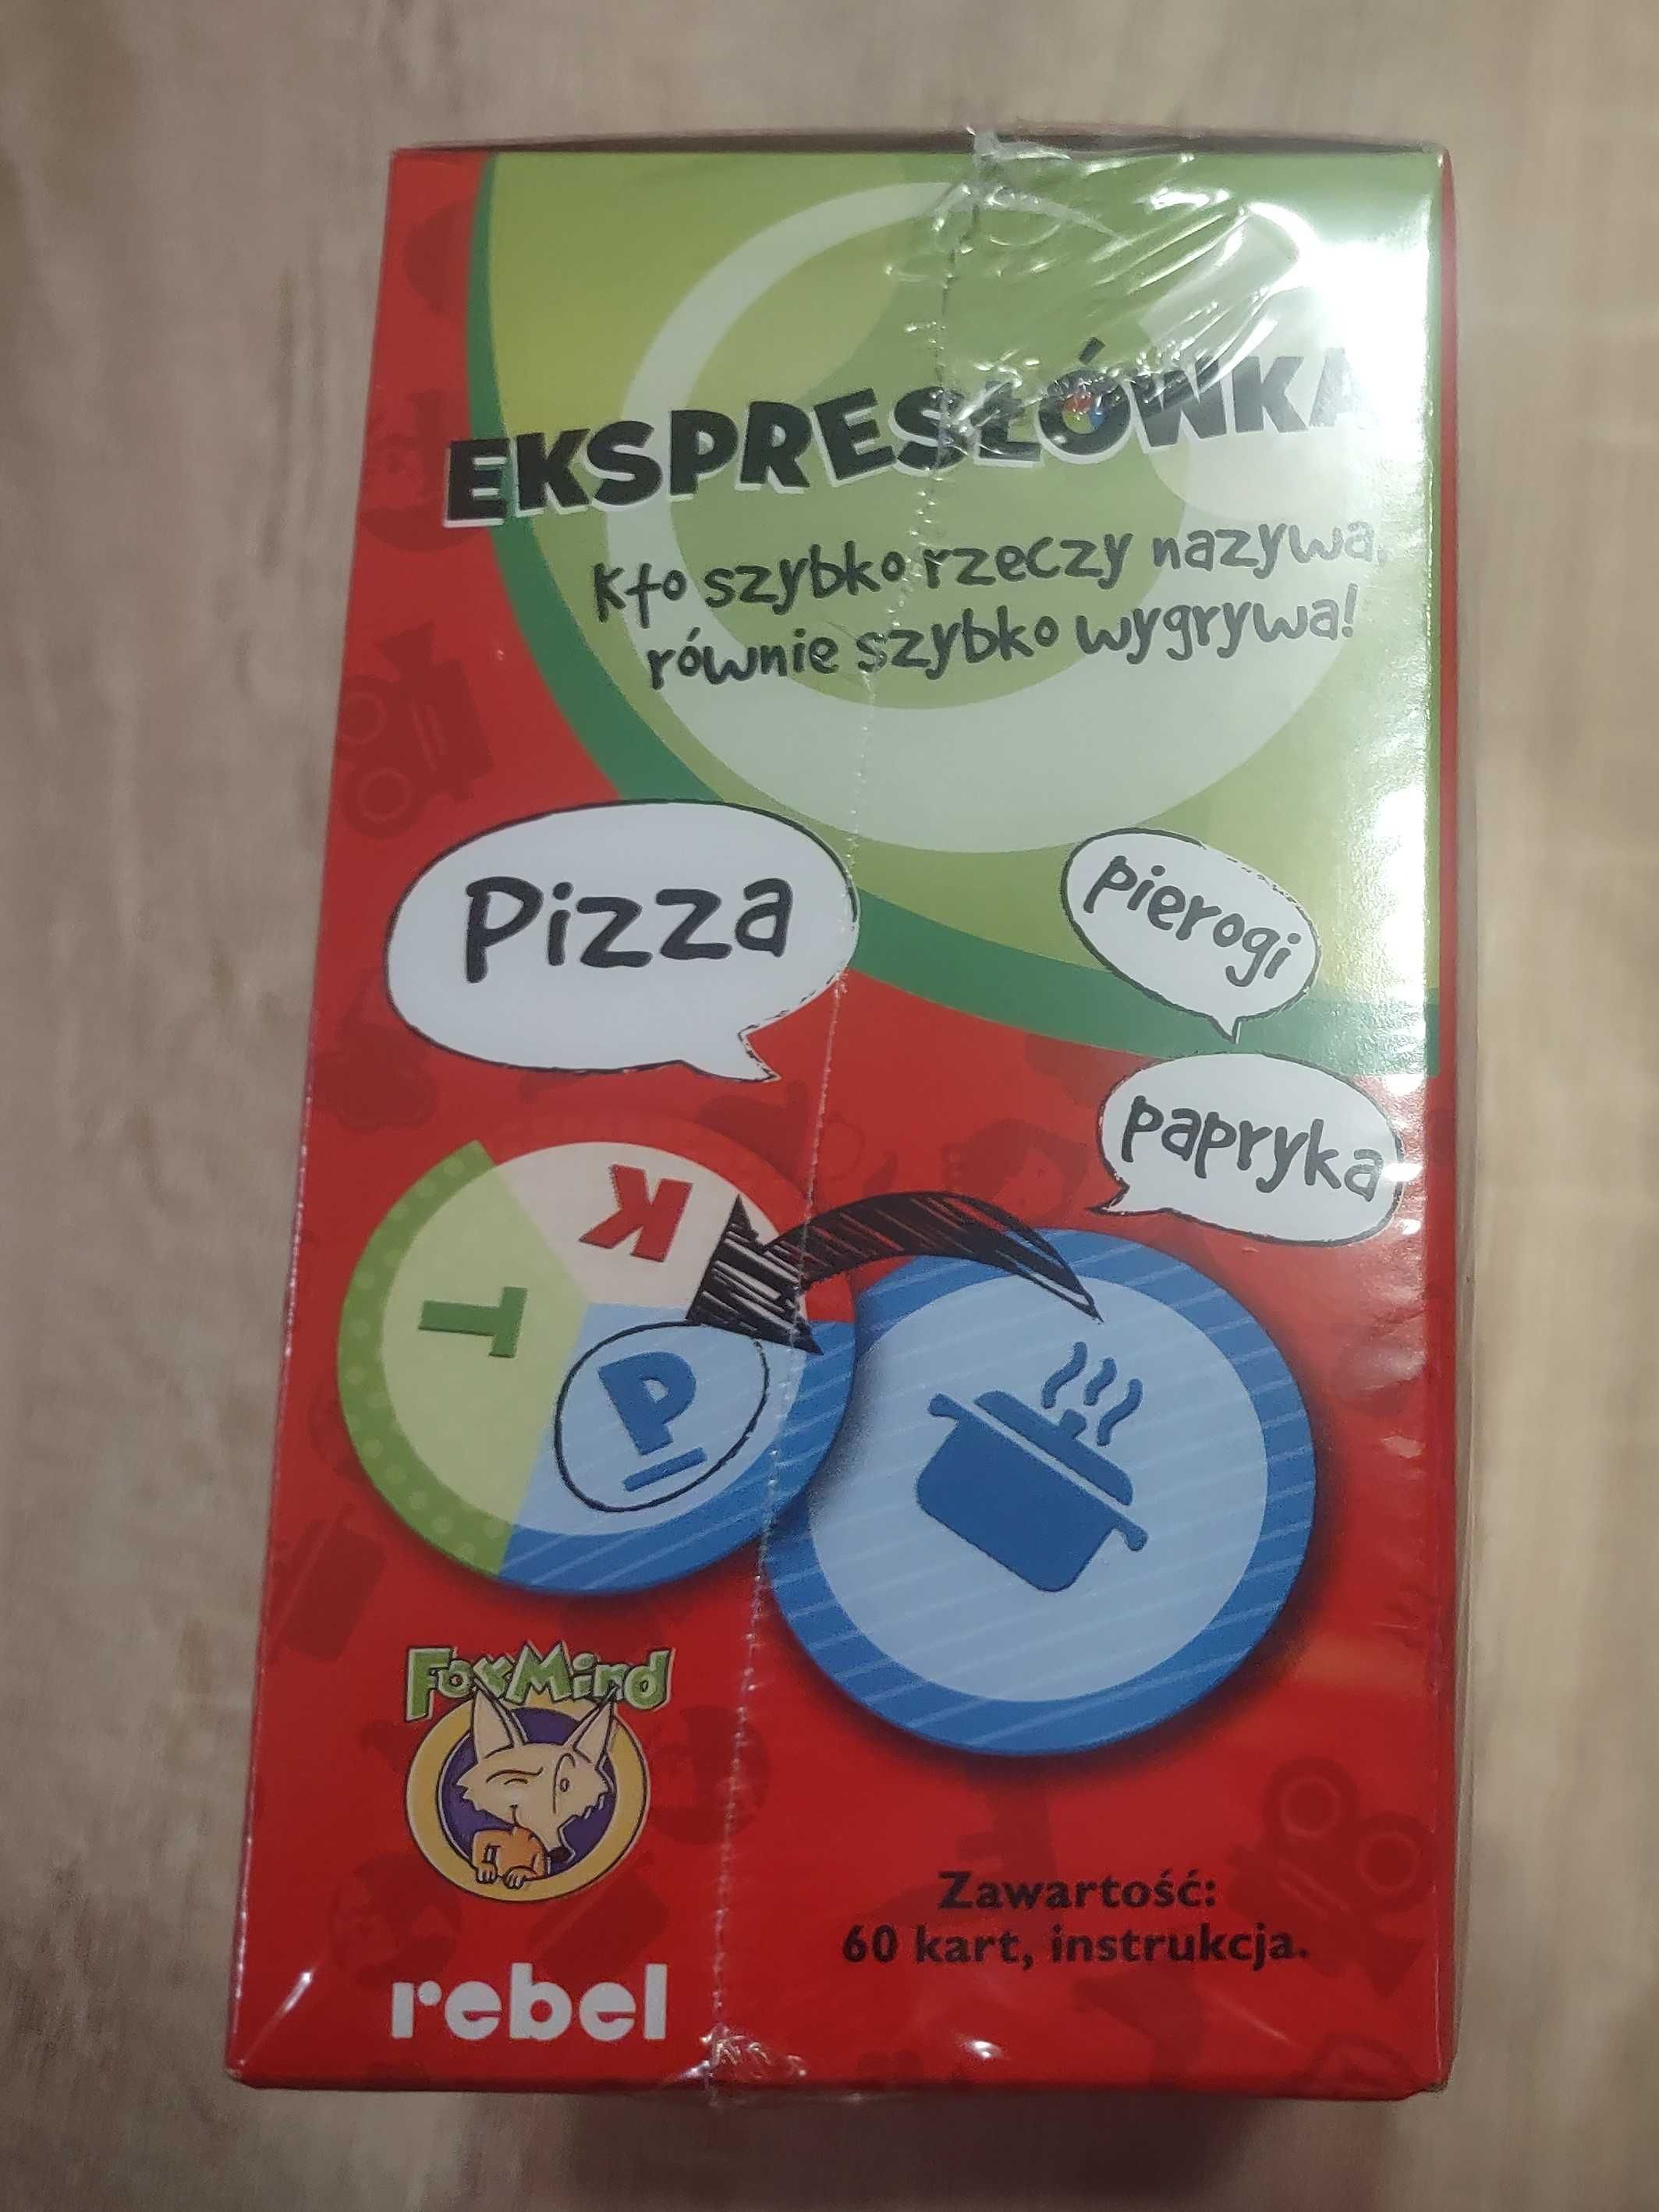 EKSPRESŁÓWKA
Kto szybko rzeczy nazywa,
równie szybko wygrywa!
Pizza
pierogi
papryka
K
T
P
FoxMind
Zawartość:
60 kart, instrukcja.
rebel